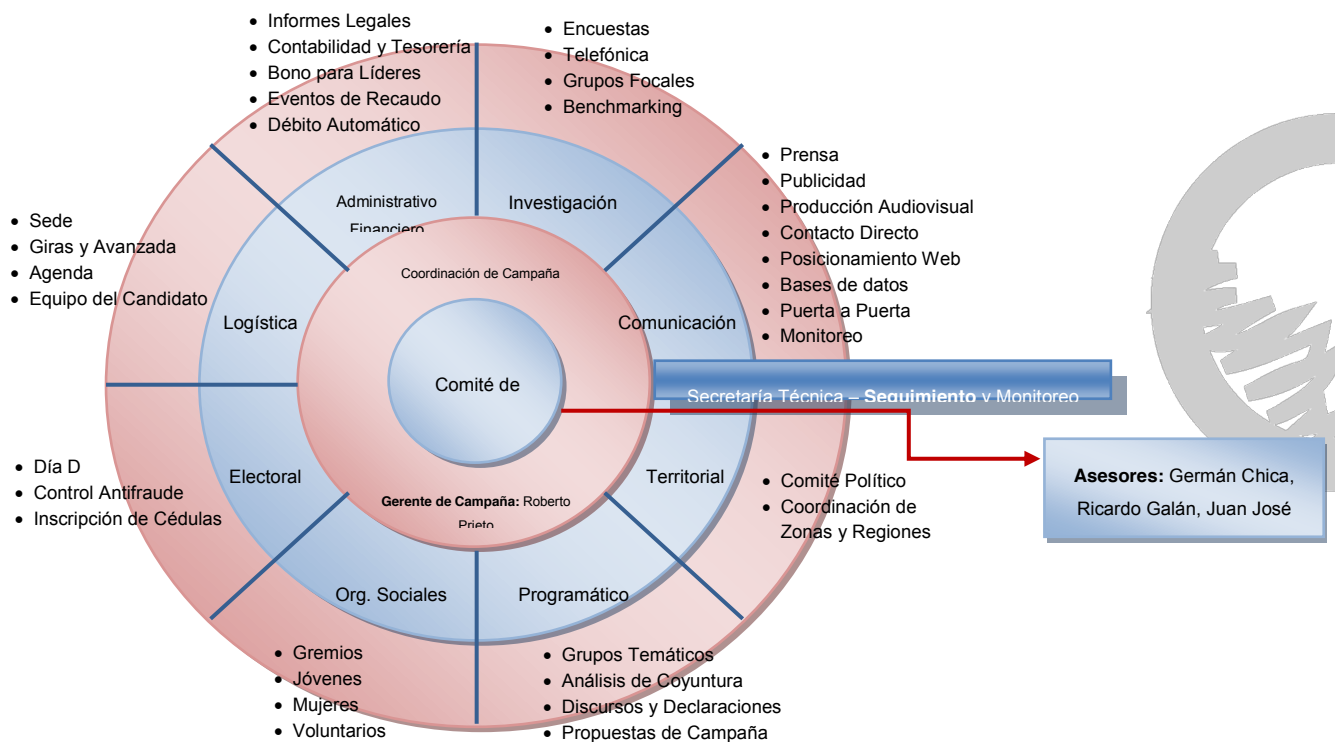 • Informes Legales
• Contabilidad y Tesorería
• Bono para Líderes
• Eventos de Recaudo
• Débito Automático
• Encuestas
• Telefónica
• Grupos Focales
• Benchmarking
• Prensa
• Publicidad
• Producción Audiovisual
• Contacto Directo
• Posicionamiento Web
• Bases de datos
• Puerta a Puerta
• Monitoreo
• Sede
• Giras y Avanzada
• Agenda
• Equipo del Candidato
Administrativo
Financiero
Investigación
Coordinación de Campaña
Logística
Comunicación
Comité de
Secretaría Técnica – Seguimiento y Monitoreo
Asesores: Germán Chica,
Ricardo Galán, Juan José
• Día D
• Control Antifraude
• Inscripción de Cédulas
Electoral
Territorial
• Comité Político
• Coordinación de
Zonas y Regiones
Gerente de Campaña: Roberto
Prieto
Org. Sociales
Programático
• Gremios
• Jóvenes
• Mujeres
• Voluntarios
• Grupos Temáticos
• Análisis de Coyuntura
• Discursos y Declaraciones
• Propuestas de Campaña